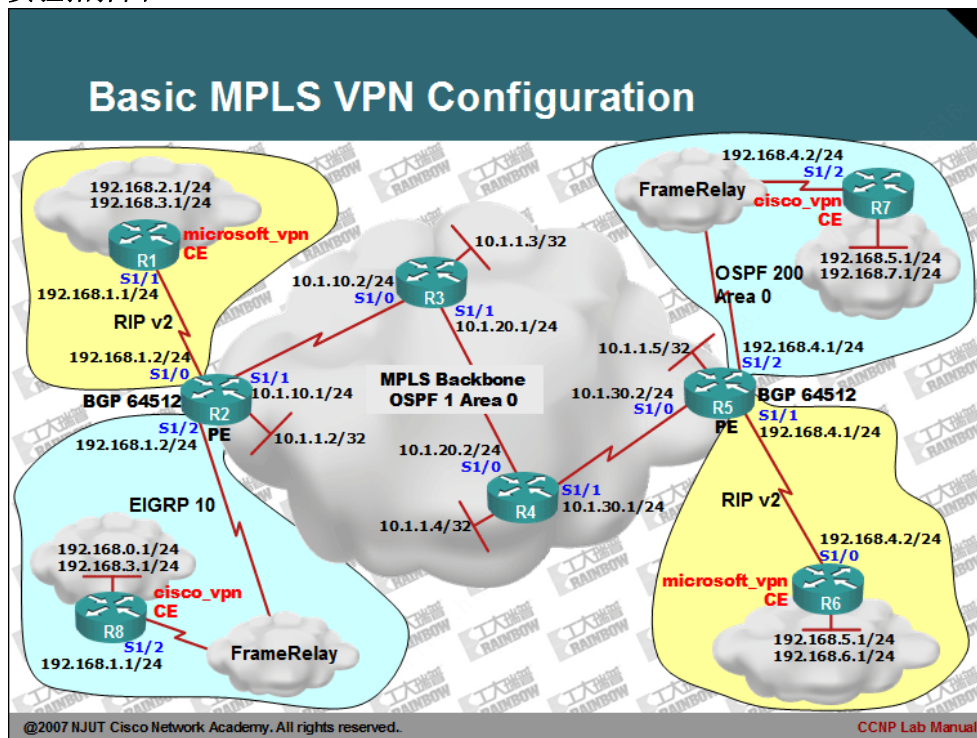 Basic MPLS VPN Configuration
192.168.2.1/24
192.168.3.1/24
microsoft_vpn
CE
R1
S1/1
192.168.1.1/24
RIP v2
192.168.1.2/24
S1/0
BGP 64512
R2
PE
S1/1
10.1.10.1/24
10.1.1.2/32
S1/2
192.168.1.2/24
EIGRP 10
192.168.0.1/24
192.168.3.1/24
cisco_vpn
CE
R8
S1/2
192.168.1.1/24
FrameRelay
10.1.1.3/32
10.1.10.2/24
S1/0
R3
S1/1
10.1.20.1/24
MPLS Backbone
OSPF 1 Area 0
10.1.20.2/24
S1/0
R4
S1/1
10.1.30.1/24
10.1.1.4/32
10.1.1.5/32
10.1.30.2/24
S1/0
R5
PE
BGP 64512
192.168.4.1/24
S1/2
S1/1
192.168.4.1/24
FrameRelay
192.168.4.2/24
S1/2
cisco_vpn
CE
R7
192.168.5.1/24
192.168.7.1/24
OSPF 200
Area 0
RIP v2
192.168.4.2/24
S1/0
microsoft_vpn
CE
R6
192.168.5.1/24
192.168.6.1/24
工大瑞普
RAINBOW
@2007 NJUT Cisco Network Academy. All rights reserved..
CCNP Lab Manual